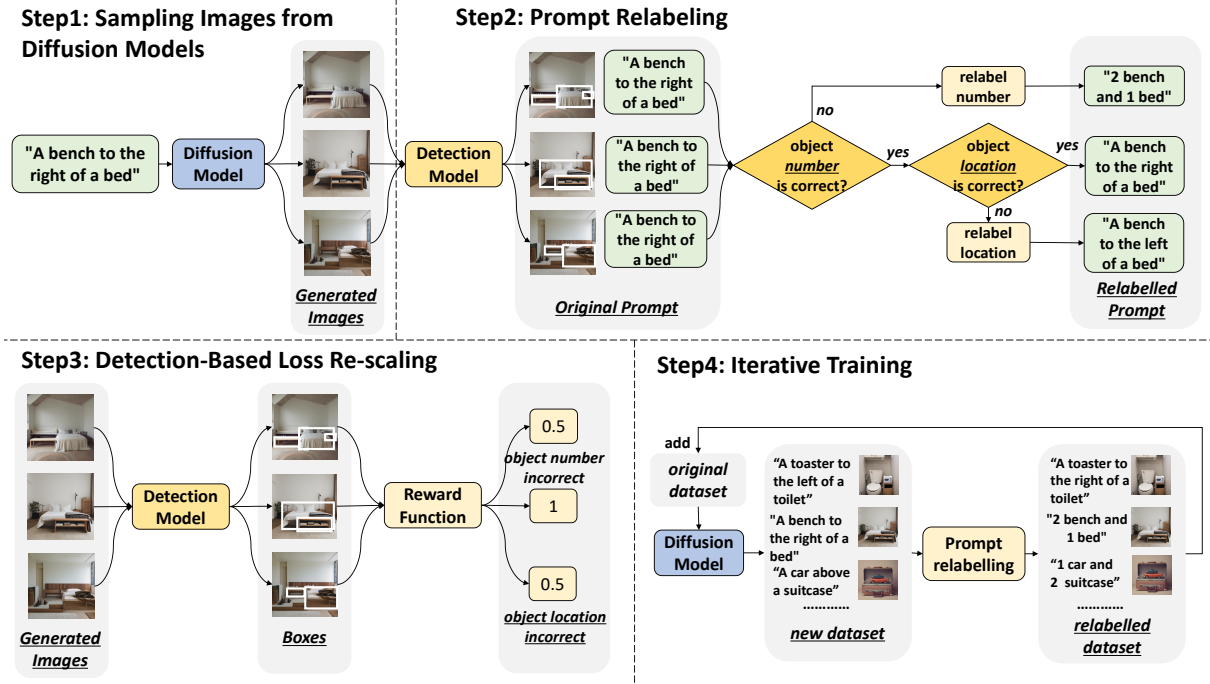 Step1: Sampling Images from
Diffusion Models
"A bench to the
right of a bed"
Diffusion
Model
Generated
Images
Step2: Prompt Relabeling
Detection
Model
"A bench
to the right
of a bed"
"A bench to
the right of
a bed"
"A bench to
the right of
a bed"
Original Prompt
object
number
is correct?
no
yes
relabel
number
object
location
is correct?
yes
no
relabel
location
"2 bench
and 1 bed"
"A bench
to the right
of a bed"
"A bench
to the left
of a bed"
Relabelled
Prompt
Step3: Detection-Based Loss Re-scaling
Generated
Images
Detection
Model
Boxes
Reward
Function
0.5
object number
incorrect
1
0.5
object location
incorrect
Step4: Iterative Training
add
original
dataset
Diffusion
Model
“A toaster to
the left of a
toilet”
"A bench to
the right of a
bed"
“A car above
a suitcase”
…………
new dataset
Prompt
relabelling
“A toaster to
the right of a
toilet”
"2 bench and
1 bed"
“1 car and
2 suitcase”
…………
relabelled
dataset